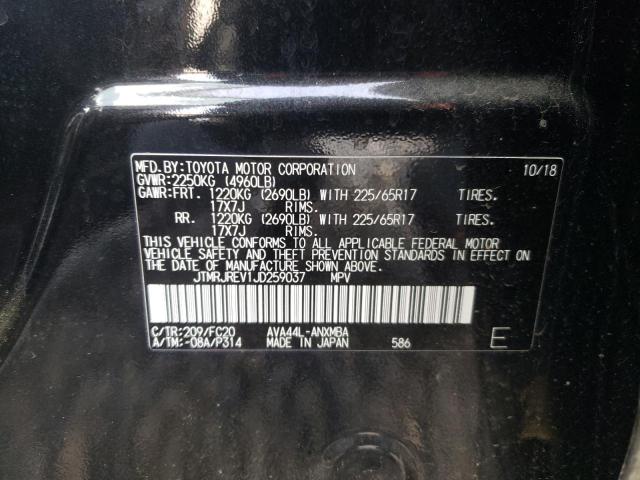 MFD.BY:TOYOTA MOTOR CORPORATION 10/18
GVWR:2250KG (4960LB)
GAWR:FRT. 1220KG (2690LB) WITH 225/65R17 TIRES.
17X7J RIMS.
RR. 1220KG (2690LB) WITH 225/65R17 TIRES.
17X7J RIMS.
THIS VEHICLE CONFORMS TO ALL APPLICABLE FEDERAL MOTOR
VEHICLE SAFETY AND THEFT PREVENTION STANDARDS IN EFFECT ON
THE DATE OF MANUFACTURE SHOWN ABOVE.
JTMRJREV1JD259037 MPV
C/TR:209/FC20 AVA44L-ANXMBA
A/TM:-08A/P314 MADE IN JAPAN 586 E